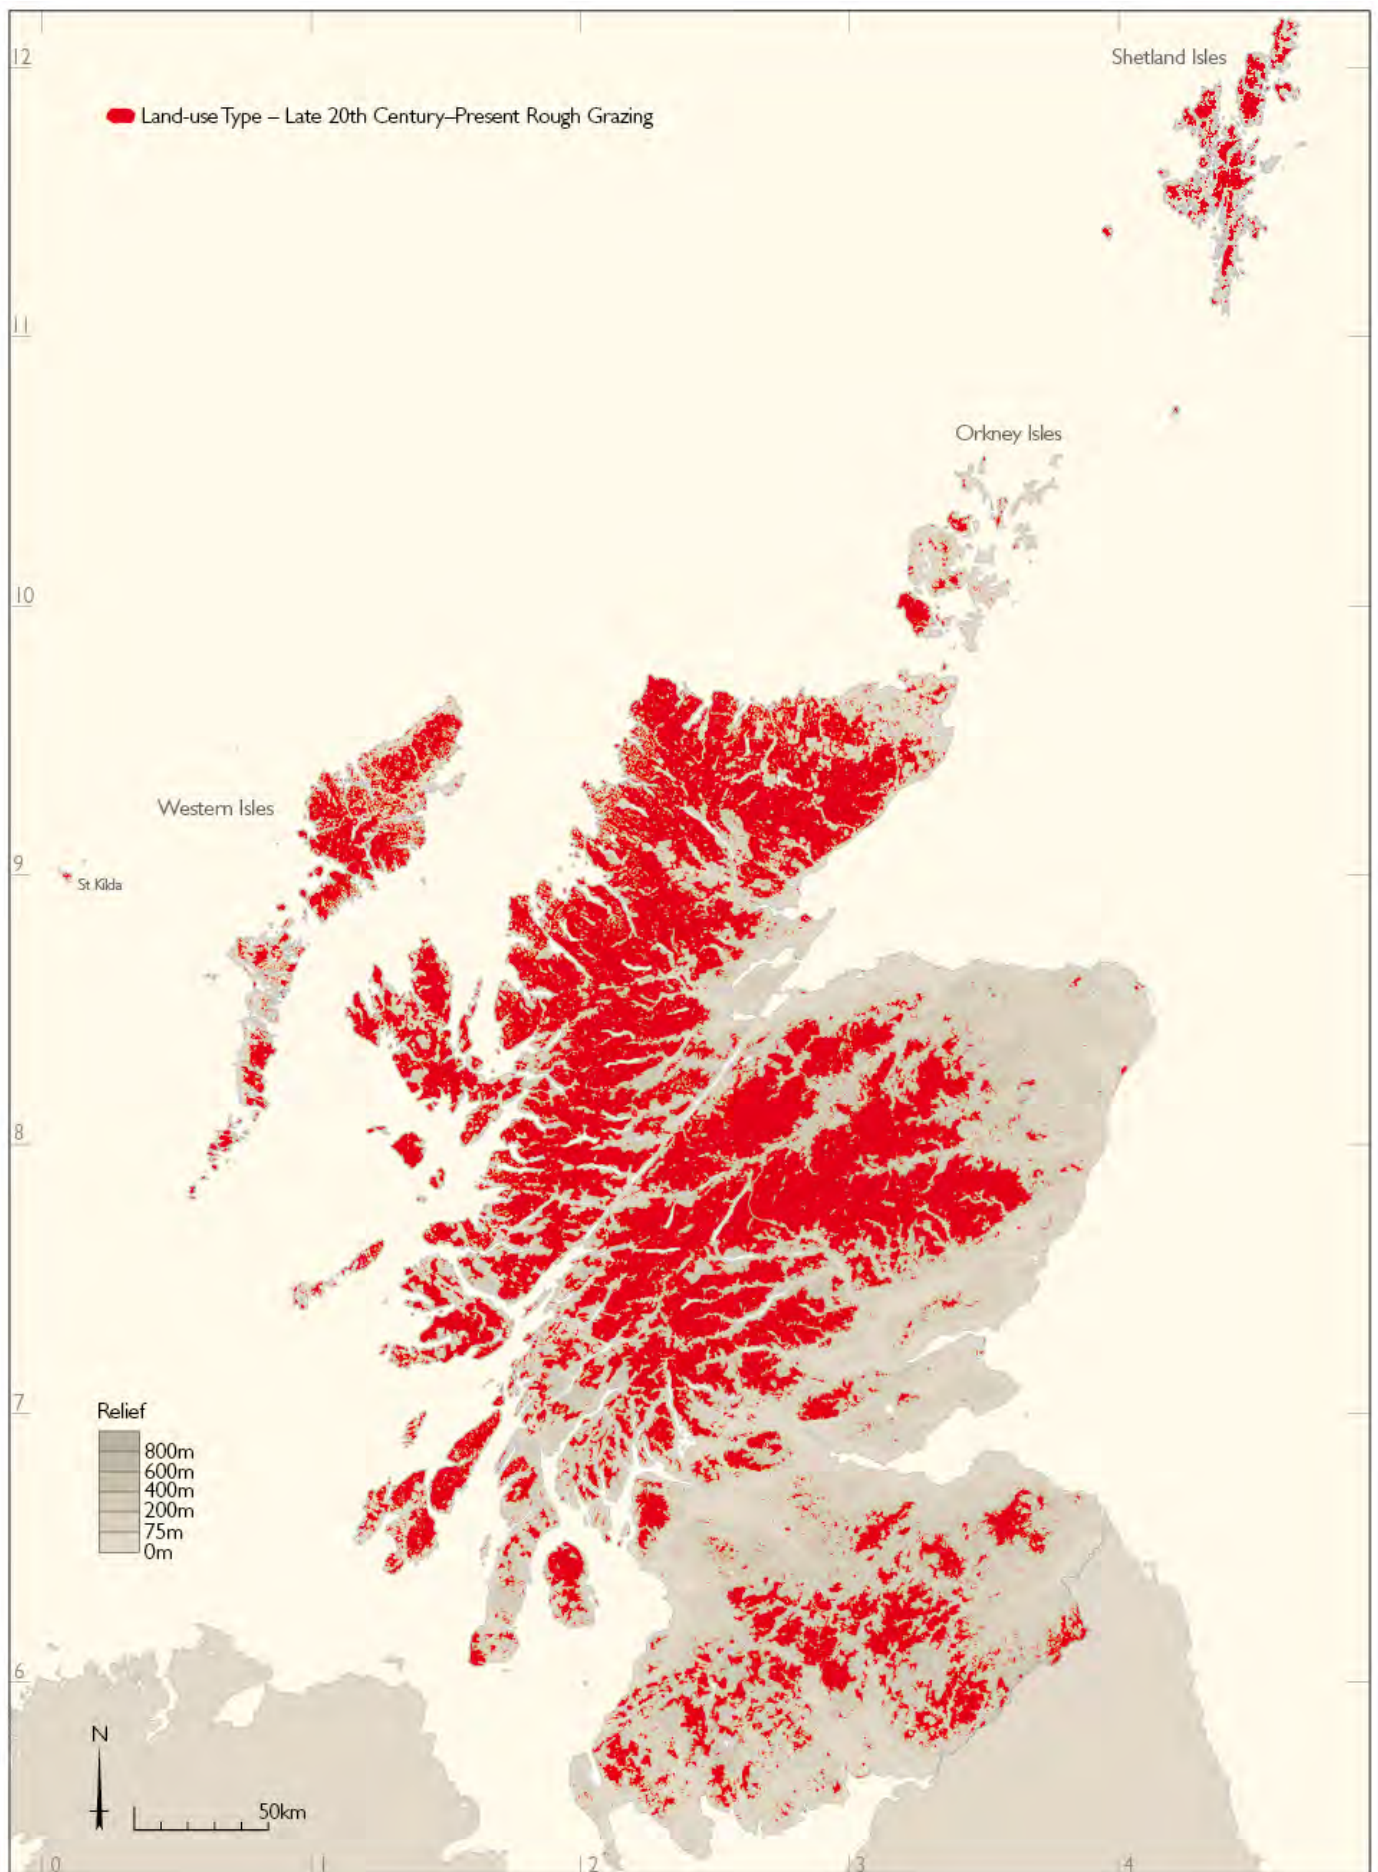 12
Shetland Isles
Land-use Type – Late 20th Century–Present Rough Grazing
11
Orkney Isles
10
Western Isles
9
St Kilda
8
7
Relief
800m
600m
400m
200m
75m
0m
6
N
50km
0
1
2
3
4